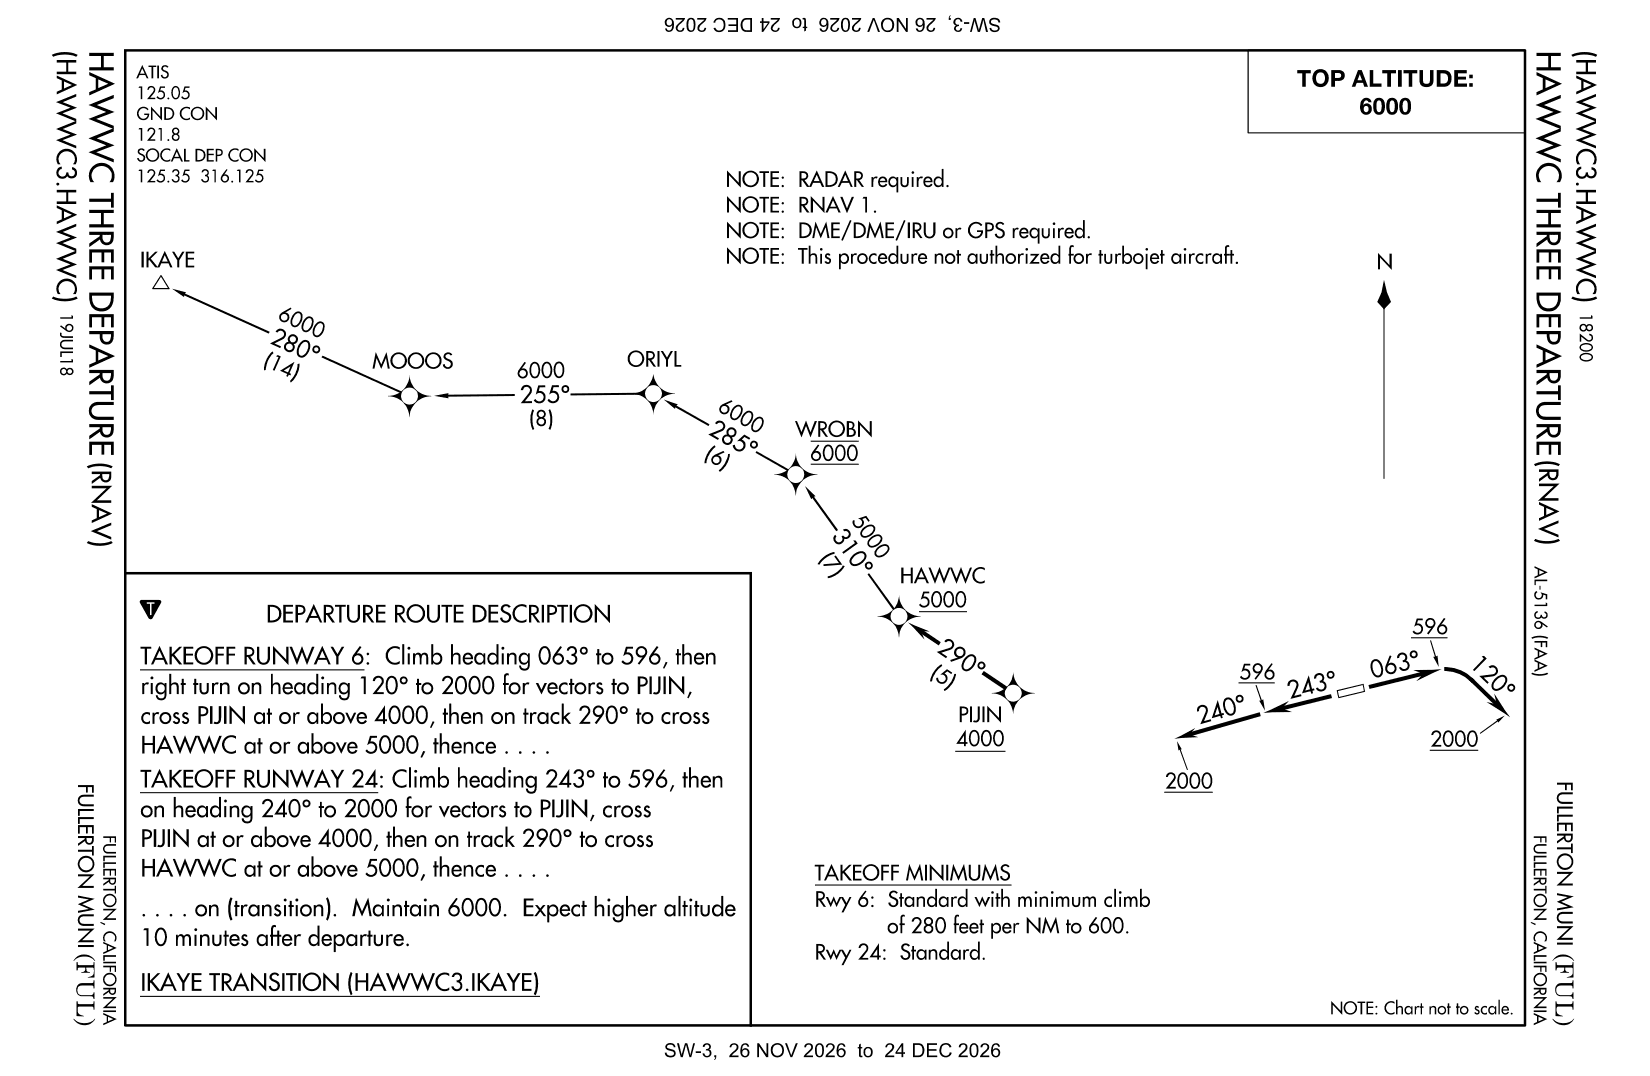 SW-3, 26 NOV 2026 to 24 DEC 2026
(HAWWC3.HAWWC) 19JUL18
HAWWC THREE DEPARTURE (RNAV)
FULLERTON MUNI (FUL)
FULLERTON, CALIFORNIA
ATIS
125.05
GND CON
121.8
SOCAL DEP CON
125.35 316.125
TOP ALTITUDE:
6000
NOTE: RADAR required.
NOTE: RNAV 1.
NOTE: DME/DME/IRU or GPS required.
NOTE: This procedure not authorized for turbojet aircraft.
N
IKAYE
6000
280°
(14)
MOOOS
6000
255°
(8)
ORIYL
6000
285°
(6)
WROBN
6000
5000
310°
(7)
HAWWC
5000
290°
(5)
PIJIN
4000
596
063°
120°
2000
596
243°
240°
2000
T
DEPARTURE ROUTE DESCRIPTION
TAKEOFF RUNWAY 6: Climb heading 063° to 596, then
right turn on heading 120° to 2000 for vectors to PIJIN,
cross PIJIN at or above 4000, then on track 290° to cross
HAWWC at or above 5000, thence . . . .
TAKEOFF RUNWAY 24: Climb heading 243° to 596, then
on heading 240° to 2000 for vectors to PIJIN, cross
PIJIN at or above 4000, then on track 290° to cross
HAWWC at or above 5000, thence . . . .
. . . . on (transition). Maintain 6000. Expect higher altitude
10 minutes after departure.
IKAYE TRANSITION (HAWWC3.IKAYE)
TAKEOFF MINIMUMS
Rwy 6: Standard with minimum climb
of 280 feet per NM to 600.
Rwy 24: Standard.
NOTE: Chart not to scale.
(HAWWC3.HAWWC) 18200
HAWWC THREE DEPARTURE (RNAV)
AL-5136 (FAA)
FULLERTON MUNI (FUL)
FULLERTON, CALIFORNIA
SW-3, 26 NOV 2026 to 24 DEC 2026